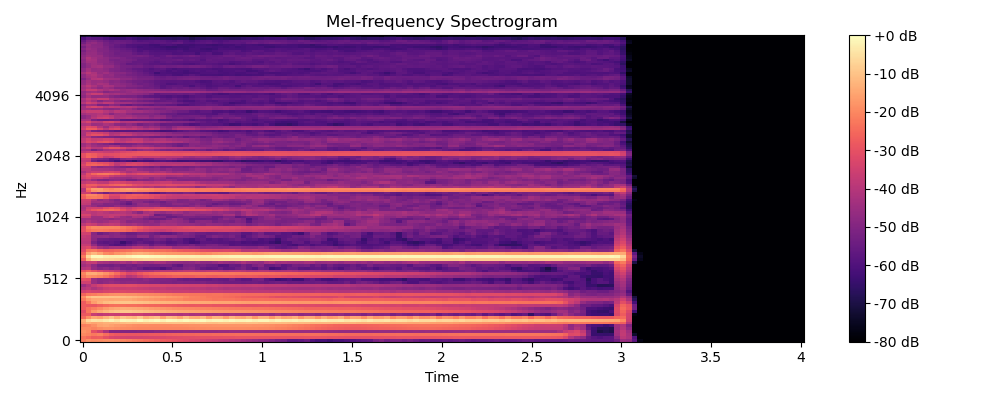 Mel-frequency Spectrogram
Hz
4096
2048
1024
512
0
0
0.5
1
1.5
2
2.5
3
3.5
4
Time
+0 dB
-10 dB
-20 dB
-30 dB
-40 dB
-50 dB
-60 dB
-70 dB
-80 dB